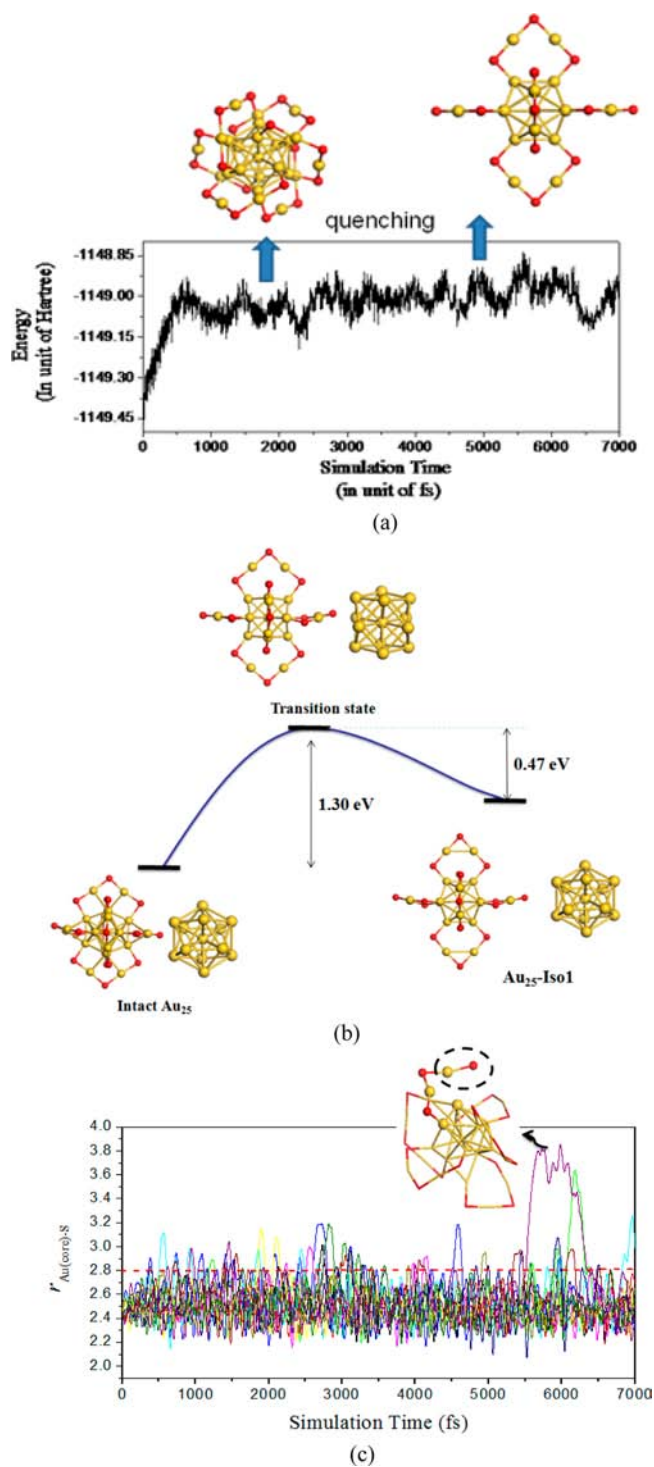 quenching
Energy
(In unit of Hartree)
-1148.85
-1149.00
-1149.15
-1149.30
-1149.45
0 1000 2000 3000 4000 5000 6000 7000
Simulation Time
(in unit of fs)
(a)
Transition state
0.47 eV
1.30 eV
Intact Au₂₅
Au₂₅-Iso1
(b)
r Au(core)-S
4.0
3.8
3.6
3.4
3.2
3.0
2.8
2.6
2.4
2.2
2.0
0 1000 2000 3000 4000 5000 6000 7000
Simulation Time (fs)
(c)